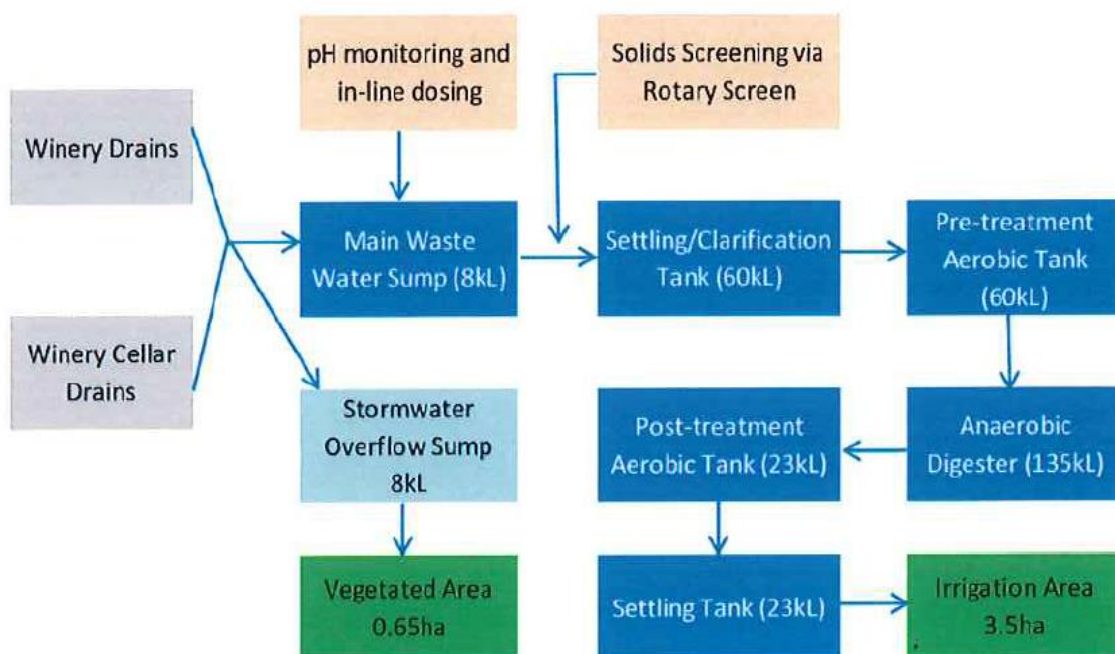 pH monitoring and
in-line dosing
Solids Screening via
Rotary Screen
Winery Drains
Main Waste
Water Sump (8kL)
Settling/Clarification
Tank (60kL)
Pre-treatment
Aerobic Tank
(60kL)
Winery Cellar
Drains
Stormwater
Overflow Sump
8kL
Post-treatment
Aerobic Tank (23kL)
Anaerobic
Digester (135kL)
Vegetated Area
0.65ha
Settling Tank (23kL)
Irrigation Area
3.5ha